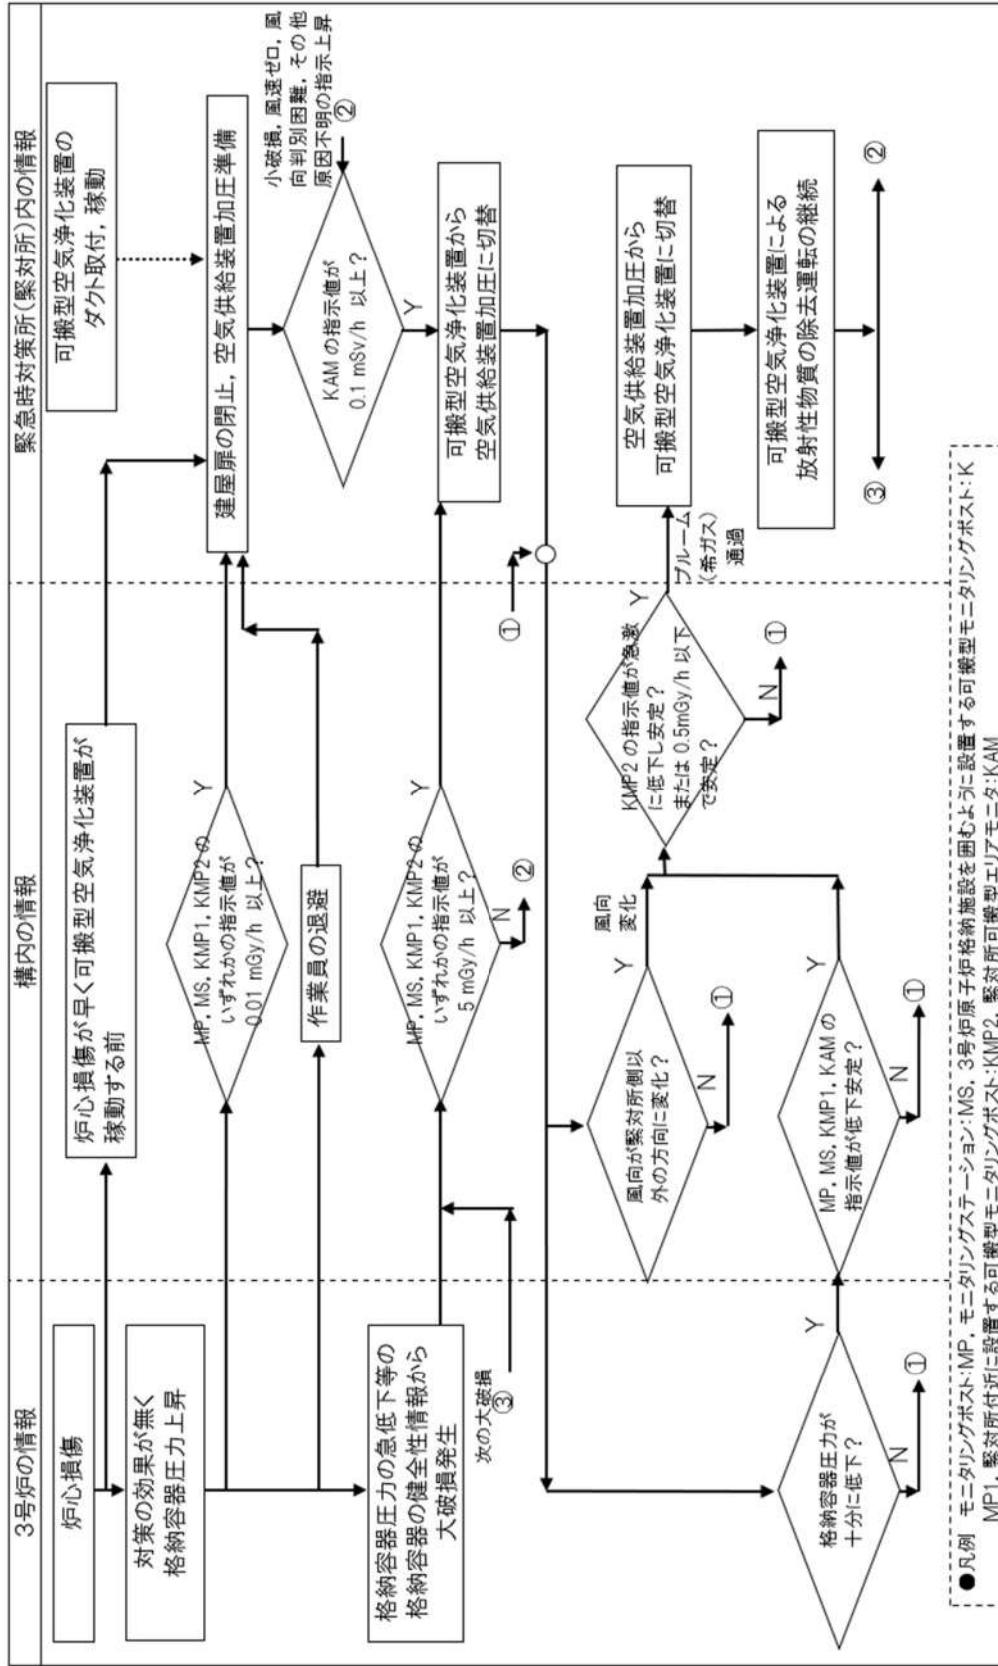 3号炉の情報
構内の情報
緊急時対策所(緊対所)内の情報
炉心損傷
対策の効果が無く
格納容器圧力上昇
格納容器圧力の急低下等の
格納容器の健全性情報から
大破損発生
次の大破損
③
格納容器圧力が
十分に低下?
Y
N
①
炉心損傷が早く可搬型空気浄化装置が
稼動する前
MP, MS, KMP1, KMP2 の
いずれかの指示値が
0.01 mGy/h 以上?
Y
作業員の退避
MP, MS, KMP1, KMP2 の
いずれかの指示値が
5 mGy/h 以上?
Y
N
②
風向が緊対所側以
外の方向に変化?
Y
風向
変化
N
①
MP, MS, KMP1, KAM の
指示値が低下安定?
Y
N
①
KMP2 の指示値が急激
に低下し安定?
または 0.5mGy/h 以下
で安定?
Y
N
①
プルーム
(希ガス)
通過
可搬型空気浄化装置の
ダクト取付, 稼動
建屋扉の閉止, 空気供給装置加圧準備
小破損, 風速ゼロ, 風
向判別困難, その他
原因不明の指示上昇
②
KAM の指示値が
0.1 mSv/h 以上?
Y
可搬型空気浄化装置から
空気供給装置加圧に切替
①
空気供給装置加圧から
可搬型空気浄化装置に切替
可搬型空気浄化装置による
放射性物質の除去運転の継続
③
②
●凡例 モニタリングポスト:MP, モニタリングステーション:MS, 3号炉原子炉格納施設を囲むように設置する可搬型モニタリングポスト:K
MP1, 緊対所付近に設置する可搬型モニタリングポスト:KMP2, 緊対所可搬型エリアモニタ:KAM